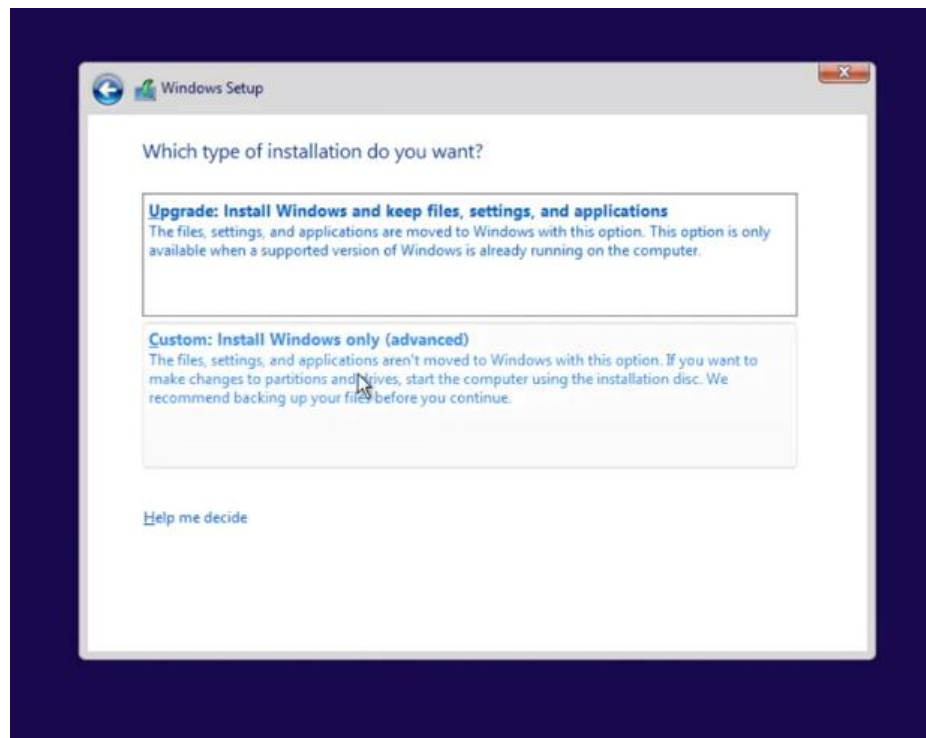 Windows Setup
X
Which type of installation do you want?
Upgrade: Install Windows and keep files, settings, and applications
The files, settings, and applications are moved to Windows with this option. This option is only
available when a supported version of Windows is already running on the computer.
Custom: Install Windows only (advanced)
The files, settings, and applications aren't moved to Windows with this option. If you want to
make changes to partitions and drives, start the computer using the installation disc. We
recommend backing up your files before you continue.
Help me decide